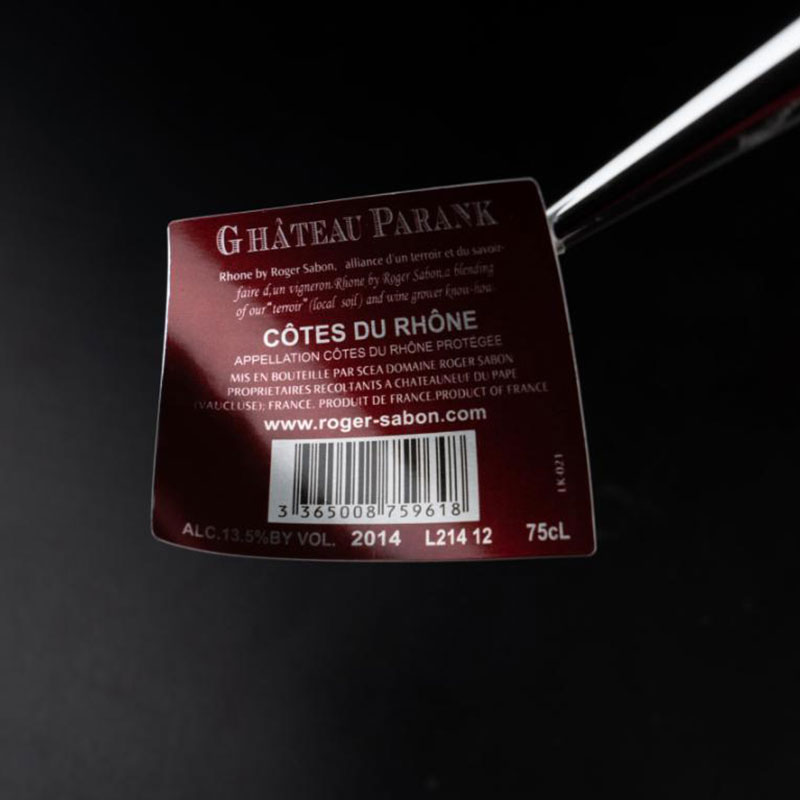 GHÂTEAU PARANK
Rhone by Roger Sabon, alliance d'un terroir et du savoir-
faire d,un vigneron.Rhone by Roger Sabon,a blending
of our"terroir"(local soil) and wine grower know-hou-
CÔTES DU RHÔNE
APPELLATION CÔTES DU RHÔNE PROTÉGÉE
MIS EN BOUTEILLE PAR SCEA DOMAINE ROGER SABON
PROPRIETAIRES RECOLTANTS A CHATEAUNEUF DU PAPE
(VAUCLUSE); FRANCE. PRODUIT DE FRANCE.PRODUCT OF FRANCE
www.roger-sabon.com
3 365008 759618
LK021
ALC.13.5%BY VOL. 2014 L214 12 75cL